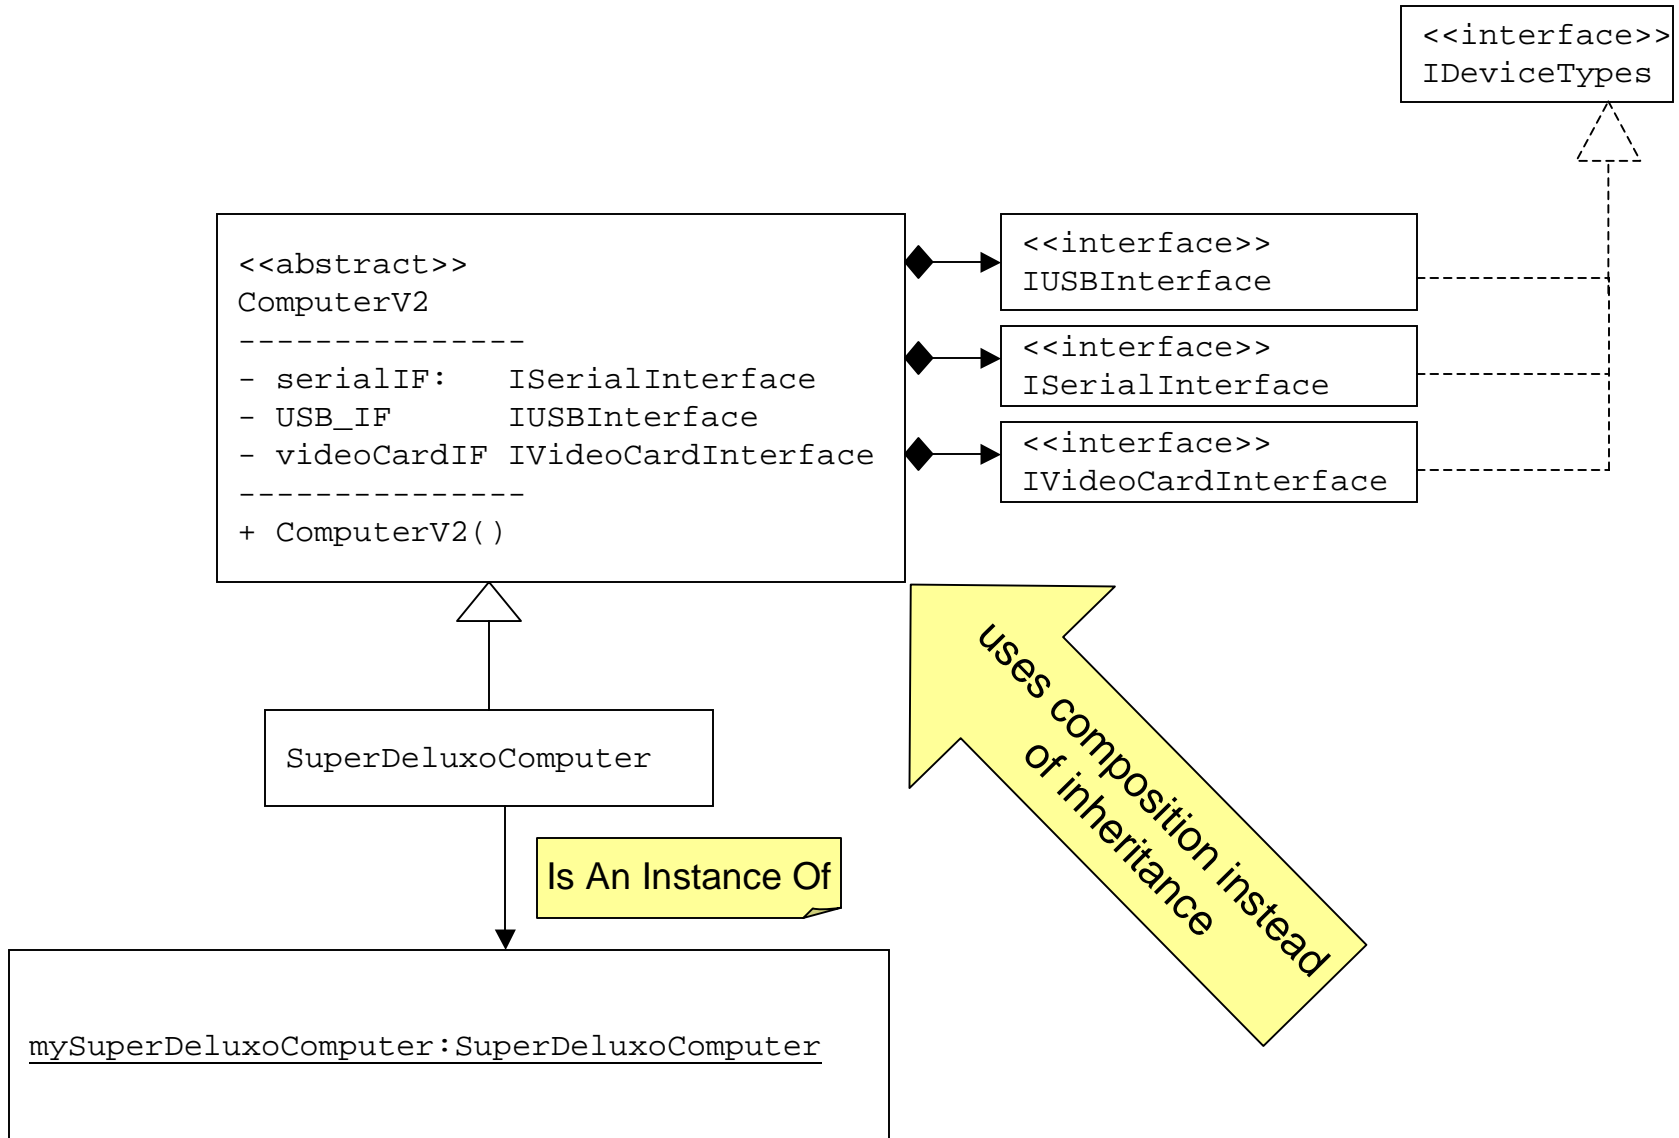 <<interface>>
IDeviceTypes
<<abstract>>
ComputerV2
---------------
- serialIF:   ISerialInterface
- USB_IF      IUSBInterface
- videoCardIF IVideoCardInterface
---------------
+ ComputerV2()
<<interface>>
IUSBInterface
<<interface>>
ISerialInterface
<<interface>>
IVideoCardInterface
uses composition instead
of inheritance
SuperDeluxoComputer
Is An Instance Of
mySuperDeluxoComputer:SuperDeluxoComputer